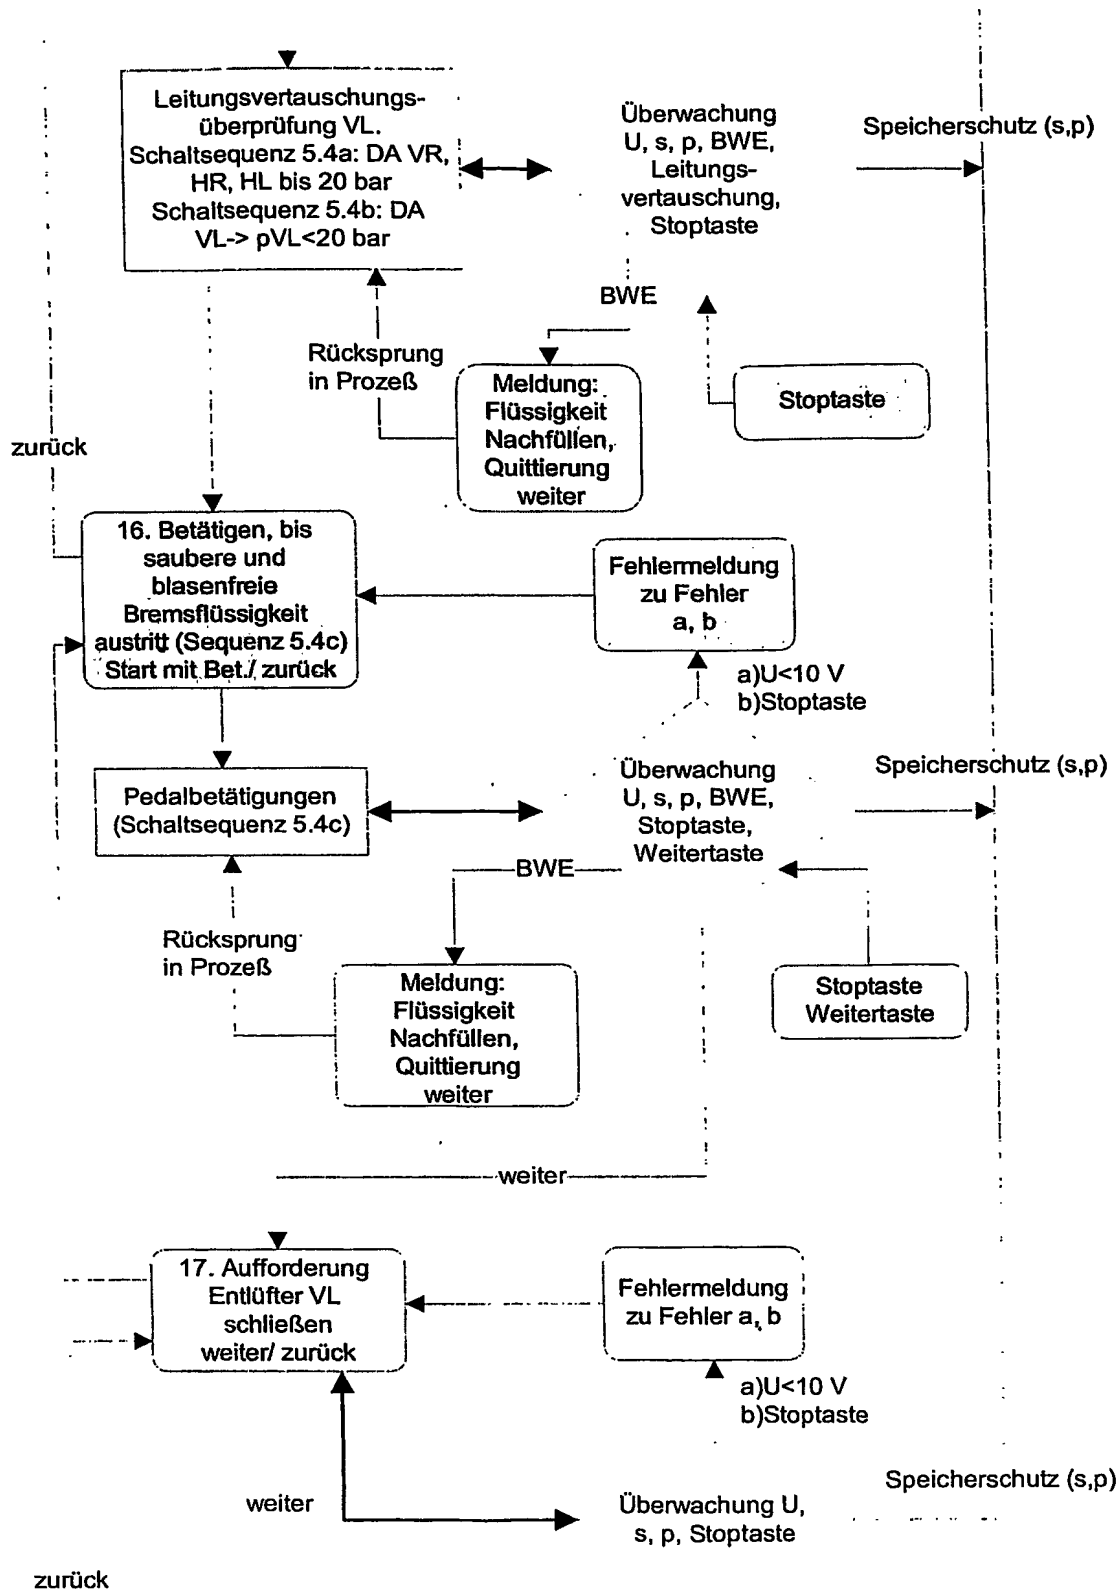 Leitungsvertauschungs-
überprüfung VL.
Schaltsequenz 5.4a: DA VR,
HR, HL bis 20 bar
Schaltsequenz 5.4b: DA
VL-> pVL<20 bar
Überwachung
U, s, p, BWE,
Leitungs-
vertauschung,
Stoptaste
Speicherschutz (s,p)
BWE
Rücksprung
in Prozeß
Meldung:
Flüssigkeit
Nachfüllen,
Quittierung
weiter
Stoptaste
zurück
16. Betätigen, bis
saubere und
blasenfreie
Bremsflüssigkeit
austritt (Sequenz 5.4c)
Start mit Bet./ zurück
Fehlermeldung
zu Fehler
a, b
a)U<10 V
b)Stoptaste
Pedalbetätigungen
(Schaltsequenz 5.4c)
Überwachung
U, s, p, BWE,
Stoptaste,
Weitertaste
Speicherschutz (s,p)
BWE
Rücksprung
in Prozeß
Meldung:
Flüssigkeit
Nachfüllen,
Quittierung
weiter
Stoptaste
Weitertaste
weiter
17. Aufforderung
Entlüfter VL
schließen
weiter/ zurück
Fehlermeldung
zu Fehler a, b
a)U<10 V
b)Stoptaste
weiter
Überwachung U,
s, p, Stoptaste
Speicherschutz (s,p)
zurück